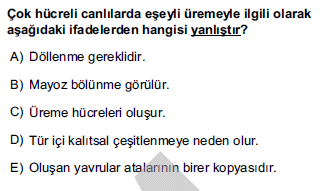 Çok hücreli canlılarda eşeyli üremeyle ilgili olarak
aşağıdaki ifadelerden hangisi yanlıştır?
A) Döllenme gereklidir.
B) Mayoz bölünme görülür.
C) Üreme hücreleri oluşur.
D) Tür içi kalıtsal çeşitlenmeye neden olur.
E) Oluşan yavrular atalarının birer kopyasıdır.